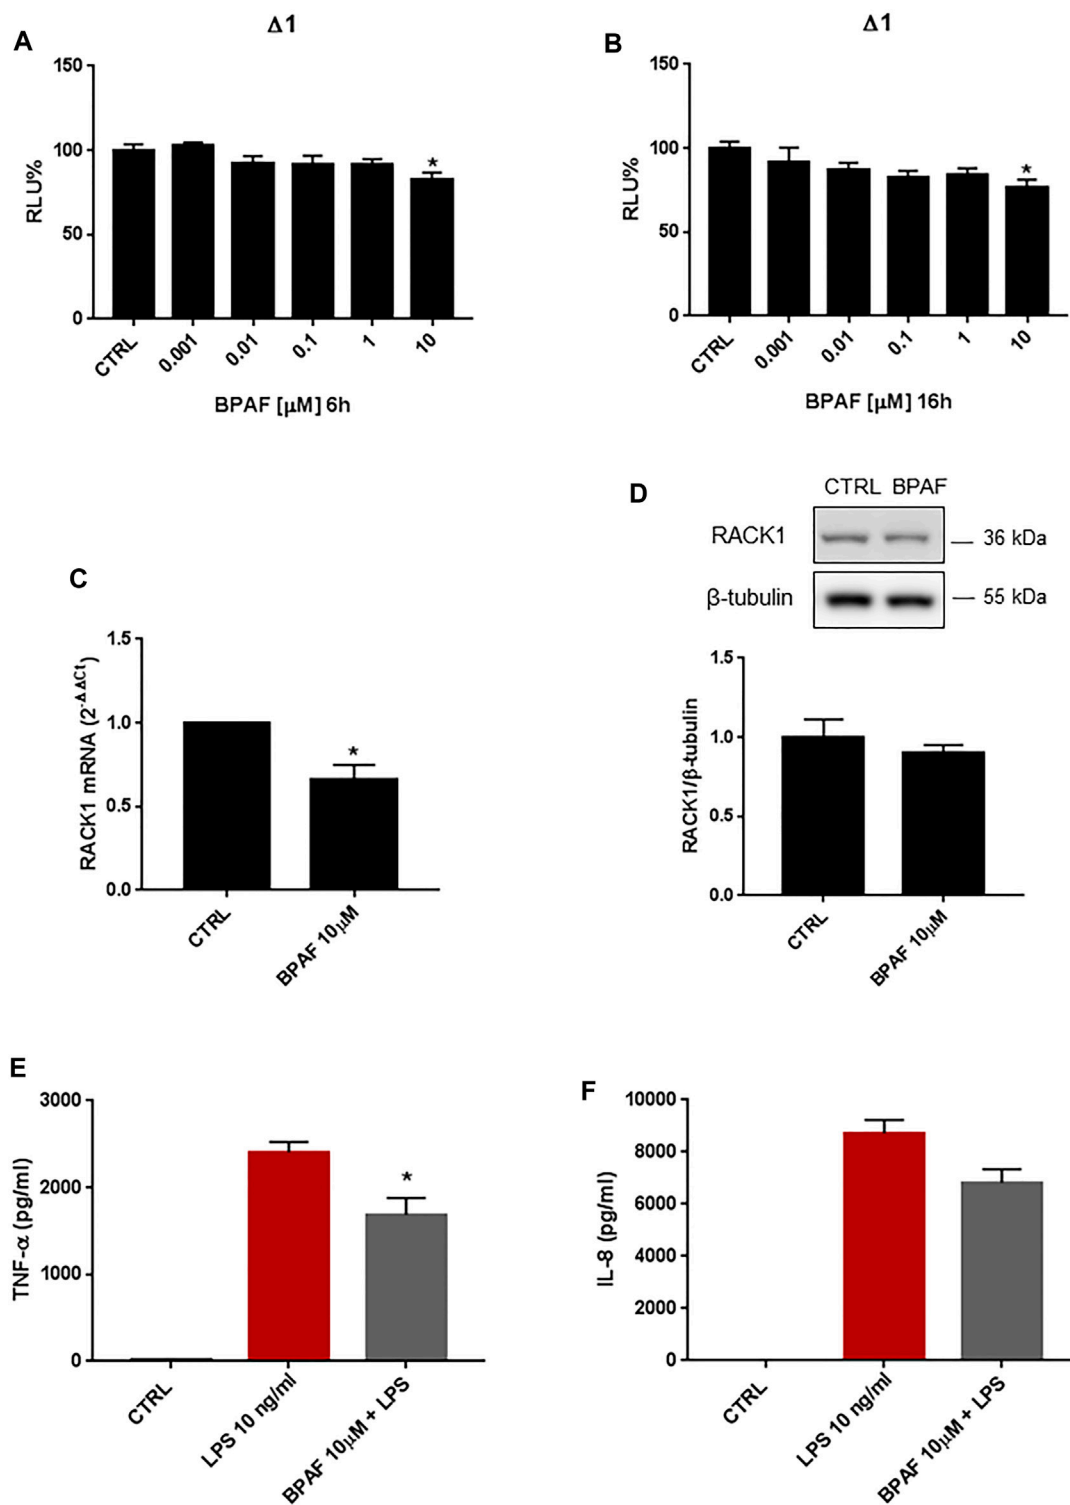 A
Δ1
150
100
50
0
RLU%
*
CTRL
0.001
0.01
0.1
1
10
BPAF [μM] 6h
B
Δ1
150
100
50
0
RLU%
*
CTRL
0.001
0.01
0.1
1
10
BPAF [μM] 16h
C
1.5
1.0
0.5
0.0
RACK1 mRNA (2-ΔΔCt)
*
CTRL
BPAF 10μM
D
CTRL BPAF
RACK1
36 kDa
β-tubulin
55 kDa
1.5
1.0
0.5
0.0
RACK1/β-tubulin
CTRL
BPAF 10μM
E
3000
2000
1000
0
TNF-α (pg/ml)
*
CTRL
LPS 10 ng/ml
BPAF 10μM + LPS
F
10000
8000
6000
4000
2000
0
IL-8 (pg/ml)
CTRL
LPS 10 ng/ml
BPAF 10μM + LPS